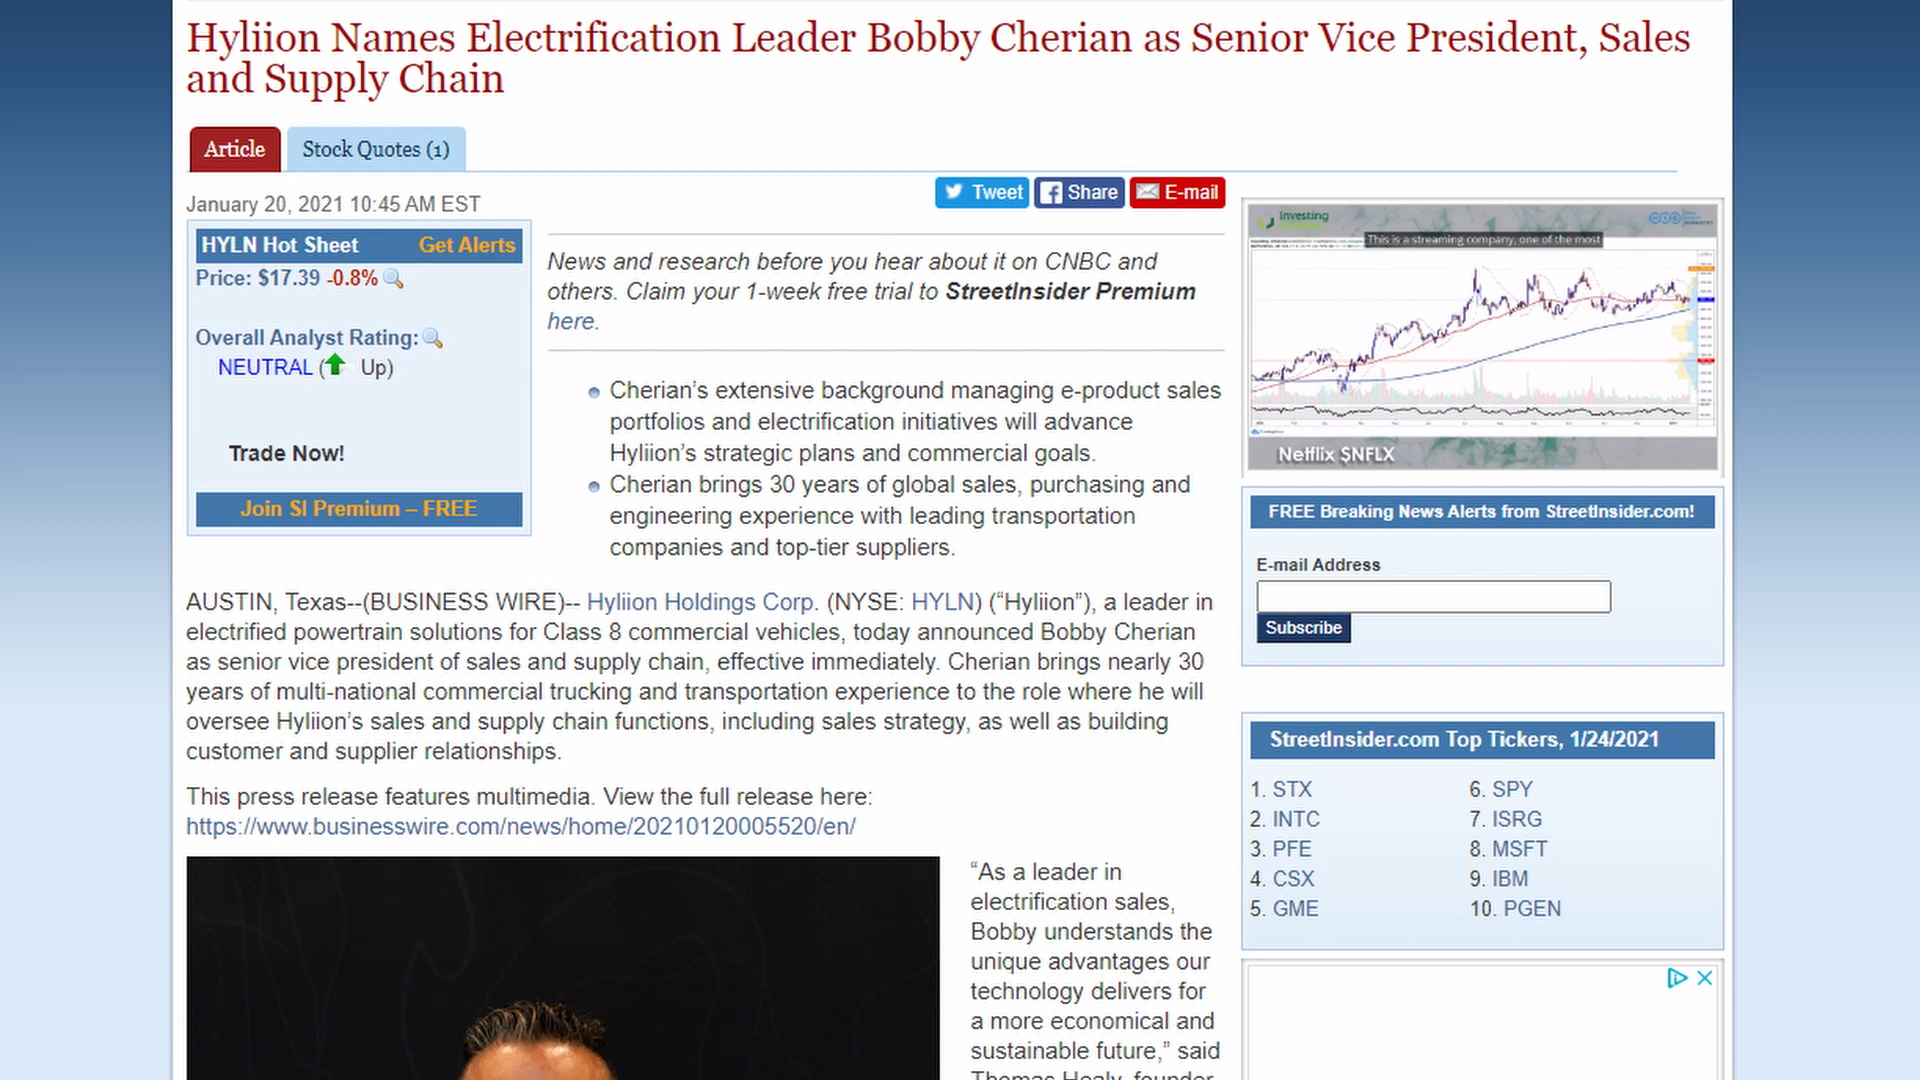 Hyliion Names Electrification Leader Bobby Cherian as Senior Vice President, Sales
and Supply Chain
Article
Stock Quotes (1)
January 20, 2021 10:45 AM EST
Tweet
Share
E-mail
HYLN Hot Sheet
Get Alerts
Price: $17.39 -0.8%
Overall Analyst Rating:
NEUTRAL ( Up)
Trade Now!
Join SI Premium – FREE
News and research before you hear about it on CNBC and
others. Claim your 1-week free trial to StreetInsider Premium
here.
Cherian’s extensive background managing e-product sales
portfolios and electrification initiatives will advance
Hyliion’s strategic plans and commercial goals.
Cherian brings 30 years of global sales, purchasing and
engineering experience with leading transportation
companies and top-tier suppliers.
AUSTIN, Texas--(BUSINESS WIRE)-- Hyliion Holdings Corp. (NYSE: HYLN) (“Hyliion”), a leader in
electrified powertrain solutions for Class 8 commercial vehicles, today announced Bobby Cherian
as senior vice president of sales and supply chain, effective immediately. Cherian brings nearly 30
years of multi-national commercial trucking and transportation experience to the role where he will
oversee Hyliion’s sales and supply chain functions, including sales strategy, as well as building
customer and supplier relationships.
This press release features multimedia. View the full release here:
https://www.businesswire.com/news/home/20210120005520/en/
“As a leader in
electrification sales,
Bobby understands the
unique advantages our
technology delivers for
a more economical and
sustainable future,” said
Thomas Healy, founder
Investing
This is a streaming company, one of the most
Netflix $NFLX
FREE Breaking News Alerts from StreetInsider.com!
E-mail Address
Subscribe
StreetInsider.com Top Tickers, 1/24/2021
1. STX
2. INTC
3. PFE
4. CSX
5. GME
6. SPY
7. ISRG
8. MSFT
9. IBM
10. PGEN